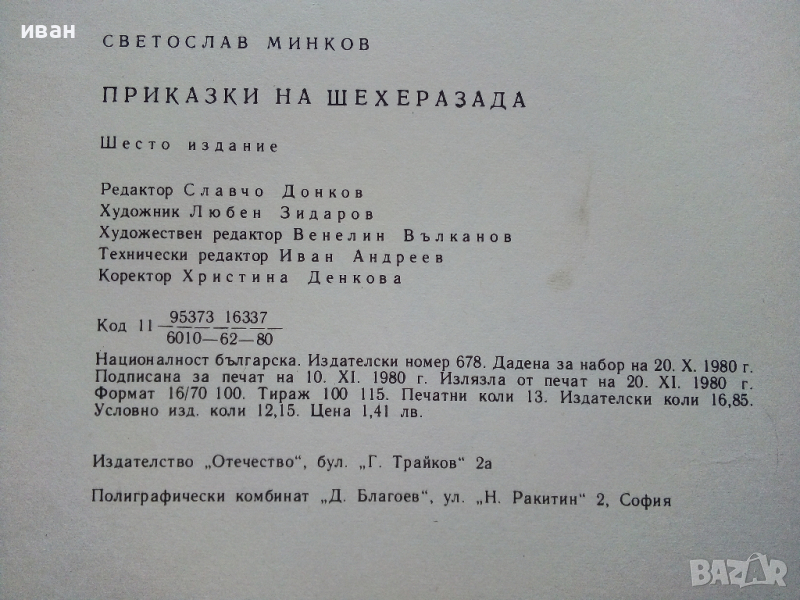 иван
СВЕТОСЛАВ МИНКОВ
ПРИКАЗКИ НА ШЕХЕРАЗАДА
Шесто издание
Редактор Славчо Донков
Художник Любен Зидаров
Художествен редактор Венелин Вълканов
Технически редактор Иван Андреев
Коректор Христина Денкова
95373 16337
Код 11
6010—62—80
Националност българска. Издателски номер 678. Дадена за набор на 20. X. 1980 г.
Подписана за печат на 10. XI. 1980 г. Излязла от печат на 20. XI. 1980 г.
Формат 16/70 100. Тираж 100 115. Печатни коли 13. Издателски коли 16,85.
Условно изд. коли 12,15. Цена 1,41 лв.
Издателство „Отечество“, бул. „Г. Трайков“ 2а
Полиграфически комбинат „Д. Благоев“, ул. „Н. Ракитин“ 2, София
BAZAR